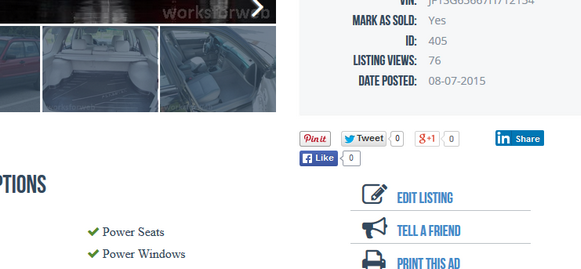 worksforweb
VIN:
MARK AS SOLD: Yes
ID: 405
LISTING VIEWS: 76
DATE POSTED: 08-07-2015
Pin it Tweet 0 g+1 0 in Share
Like 0
PTIONS
EDIT LISTING
TELL A FRIEND
PRINT THIS AD
Power Seats
Power Windows